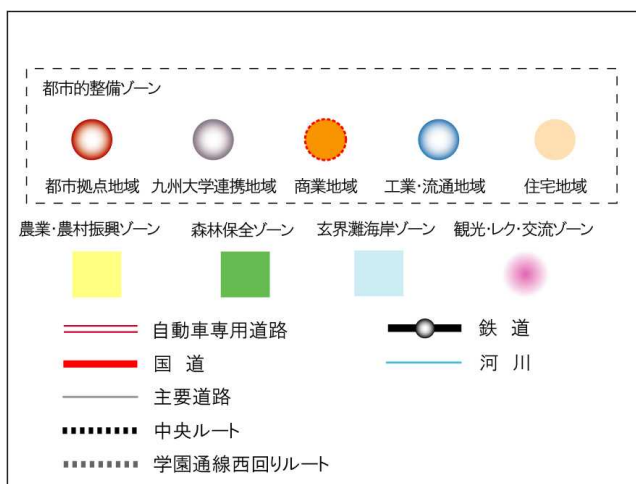 都市的整備ゾーン
都市拠点地域 九州大学連携地域 商業地域 工業・流通地域 住宅地域
農業・農村振興ゾーン 森林保全ゾーン 玄界灘海岸ゾーン 観光・レク・交流ゾーン
自動車専用道路 鉄道
国道 河川
主要道路
中央ルート
学園通線西回りルート